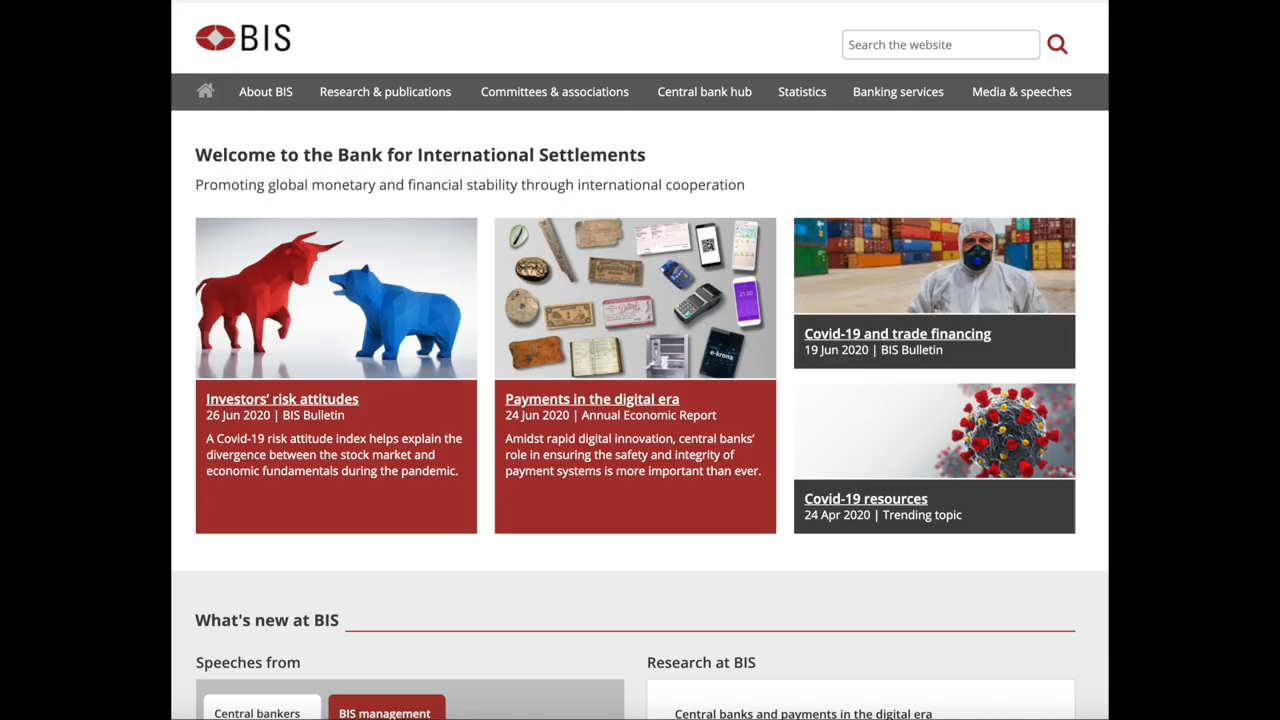 BIS
Search the website
About BIS
Research & publications
Committees & associations
Central bank hub
Statistics
Banking services
Media & speeches
Welcome to the Bank for International Settlements
Promoting global monetary and financial stability through international cooperation
21:00
e-krona
Investors’ risk attitudes
26 Jun 2020 | BIS Bulletin
A Covid-19 risk attitude index helps explain the
divergence between the stock market and
economic fundamentals during the pandemic.
Payments in the digital era
24 Jun 2020 | Annual Economic Report
Amidst rapid digital innovation, central banks’
role in ensuring the safety and integrity of
payment systems is more important than ever.
Covid-19 and trade financing
19 Jun 2020 | BIS Bulletin
Covid-19 resources
24 Apr 2020 | Trending topic
What's new at BIS
Speeches from
Central bankers
BIS management
Research at BIS
Central banks and payments in the digital era